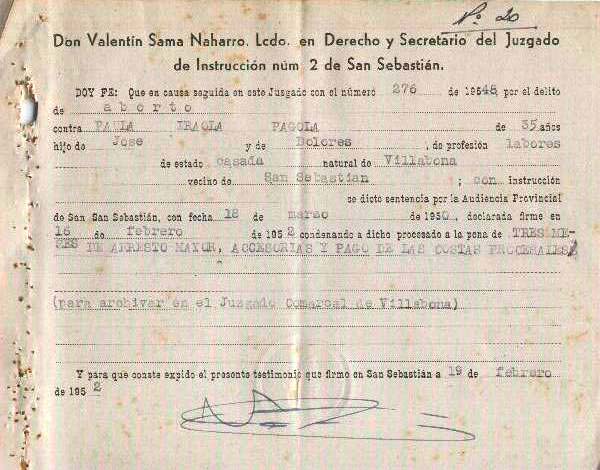 Nº 20
Don Valentín Sama Naharro. Lcdo. en Derecho y Secretario del Juzgado
de Instrucción núm 2 de San Sebastián.
DOY FE: Que en causa seguida en este Juzgado con el número 276 de 19548 por el delito
de aborto
contra PAULA IRAOLA PAGOLA de 35 años
hijo de Jose y de Dolores , de profesión labores
de estado casada natural de Villabona
vecino de San Sebastián ; con instrucción
se dicto sentencia por la Audiencia Provincial
de San San Sebastián, con fecha 18 de marzo de 1950, declarada firme en
16 de febrero de 1952 condenando a dicho procesado a la pena de TRES ME-
SES DE ARRESTO MAYOR, ACCESORIAS Y PAGO DE LAS COSTAS PROCESALES
(para archivar en el Juzgado Comarcal de Villabona)
Y para que conste expido el presente testimonio que firmo en San Sebastián a 19 de febrero
de 195 2